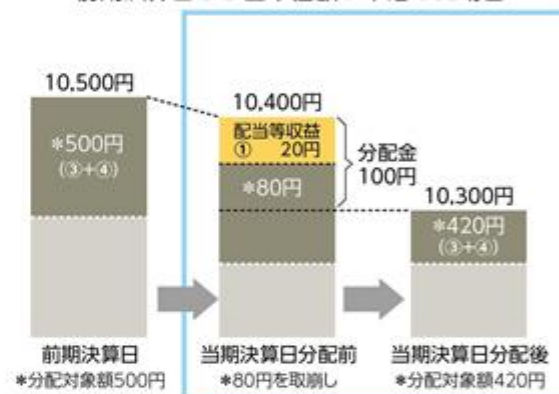 10,500円
*500円
(③+④)
10,400円
配当等収益
① 20円
*80円
分配金
100円
10,300円
*420円
(③+④)
前期決算日
*分配対象額500円
当期決算日分配前
*80円を取崩し
当期決算日分配後
*分配対象額420円